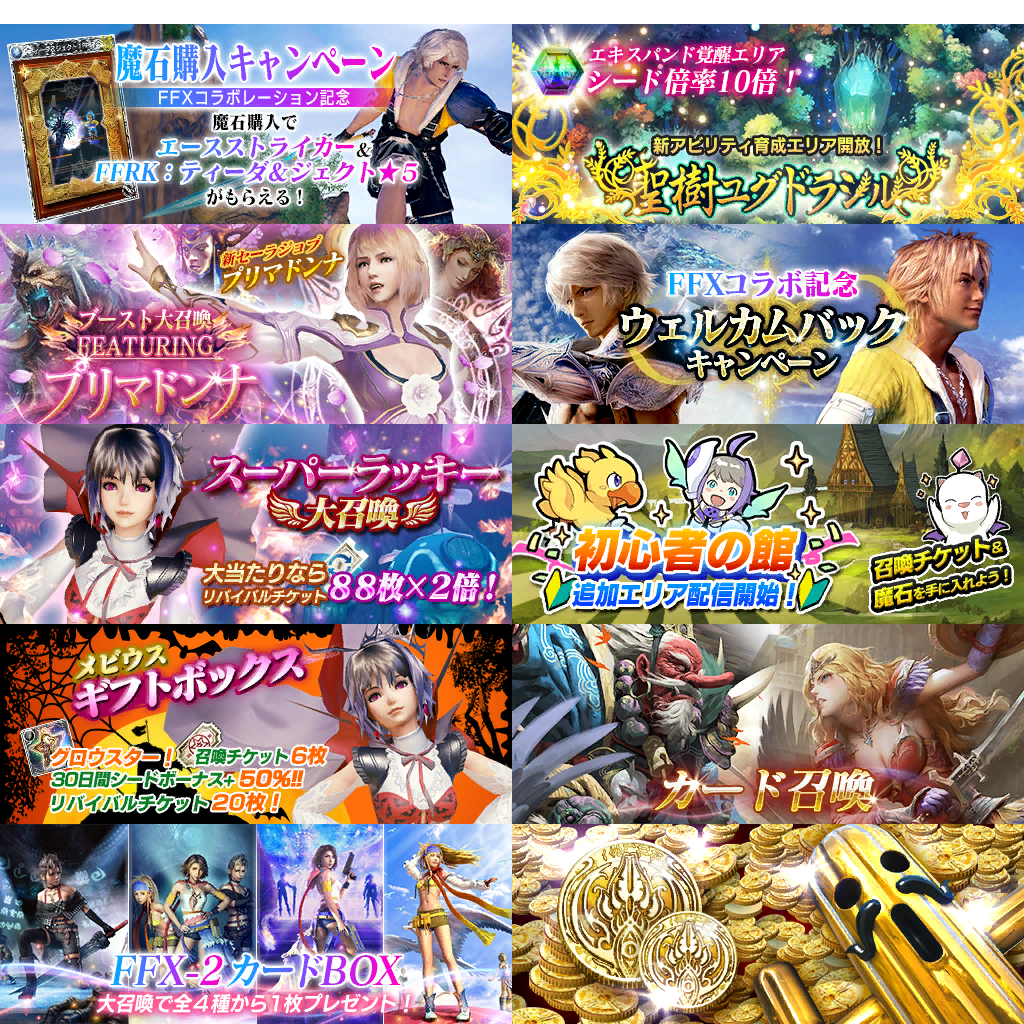 魔石購入キャンペーン
FFXコラボレーション記念
魔石購入で
エースストライカー&
FFRK：ティーダ&ジェクト★5
がもらえる！
エキスパンド覚醒エリア
シード倍率10倍！
新アビリティ育成エリア開放！
聖樹ユグドラシル
新セーラジョブ
プリマドンナ
ブースト大召喚
FEATURING
プリマドンナ
FFXコラボ記念
ウェルカムバック
キャンペーン
スーパーラッキー
大召喚
大当たりなら
リバイバルチケット 88枚×2倍！
初心者の館
追加エリア配信開始！
召喚チケット&
魔石を手に入れよう！
メビウス
ギフトボックス
グロウスター！ 召喚チケット6枚
30日間シードボーナス+50%!!
リバイバルチケット20枚！
カード召喚
FFX-2 カードBOX
大召喚で全4種から1枚プレゼント！